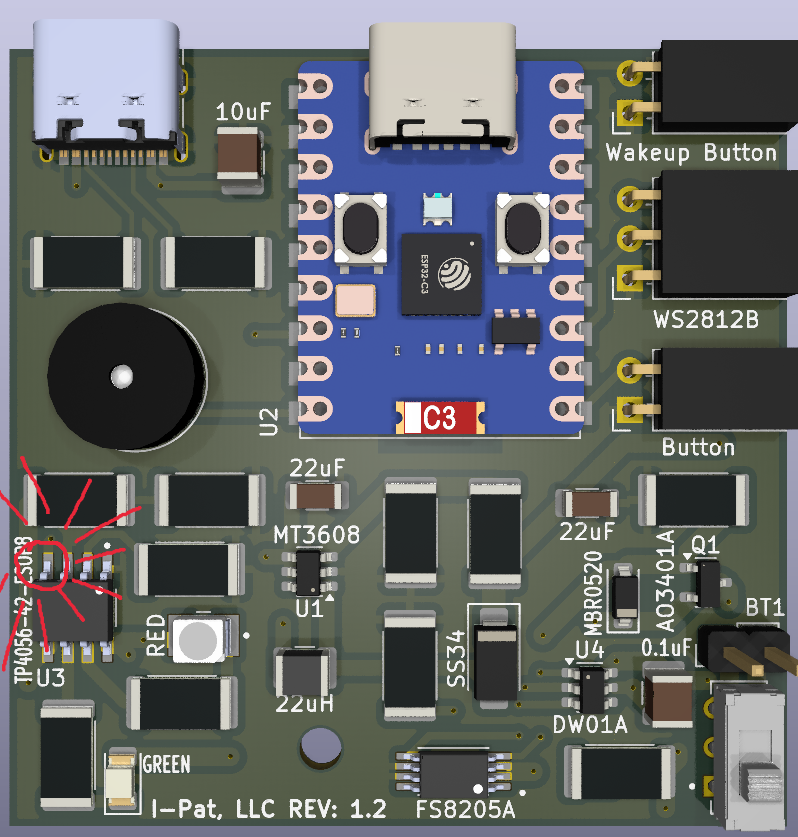 10uF
Wakeup Button
ESP32-C3
WS2812B
C3
U2
Button
22uF
22uF
MT3608
U1
TP4056-42-ESOP8
U3
RED
MBR0520
AO3401A
Q1
BT1
SS34
U4
0.1uF
22uH
DW01A
GREEN
I-Pat, LLC REV: 1.2
FS8205A